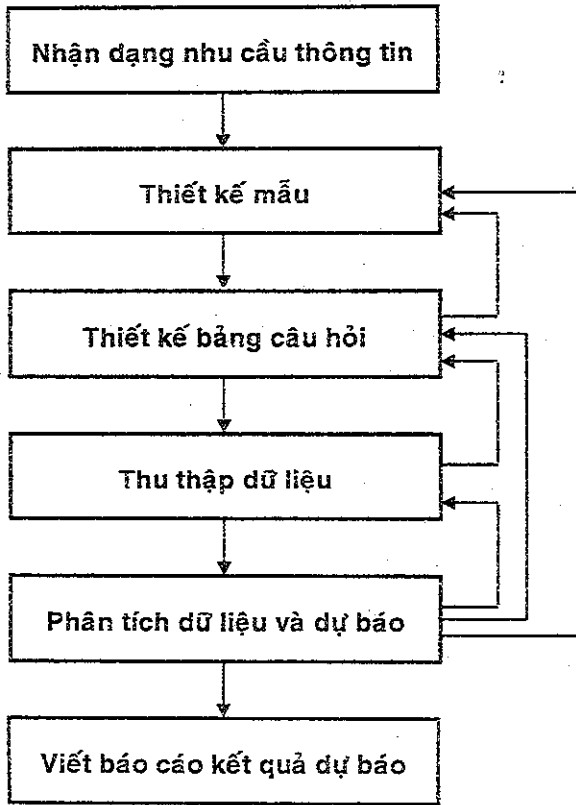 Nhận dạng nhu cầu thông tin
Thiết kế mẫu
Thiết kế bảng câu hỏi
Thu thập dữ liệu
Phân tích dữ liệu và dự báo
Viết báo cáo kết quả dự báo